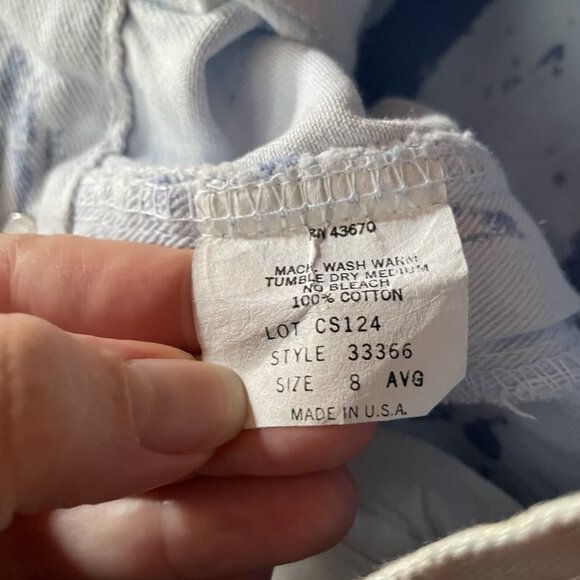 RN 43670
MACH. WASH WARM
TUMBLE DRY MEDIUM
NO BLEACH
100% COTTON
LOT CS124
STYLE 33366
SIZE 8 AVG
MADE IN U.S.A.